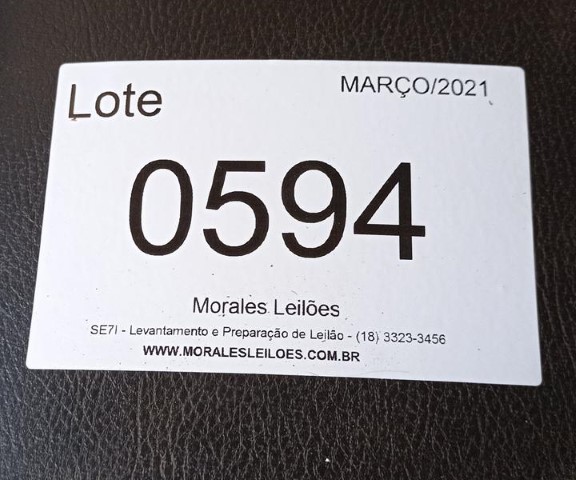 Lote
MARÇO/2021
0594
Morales Leilões
SE7I - Levantamento e Preparação de Leilão - (18) 3323-3456
WWW.MORALESLEILOES.COM.BR